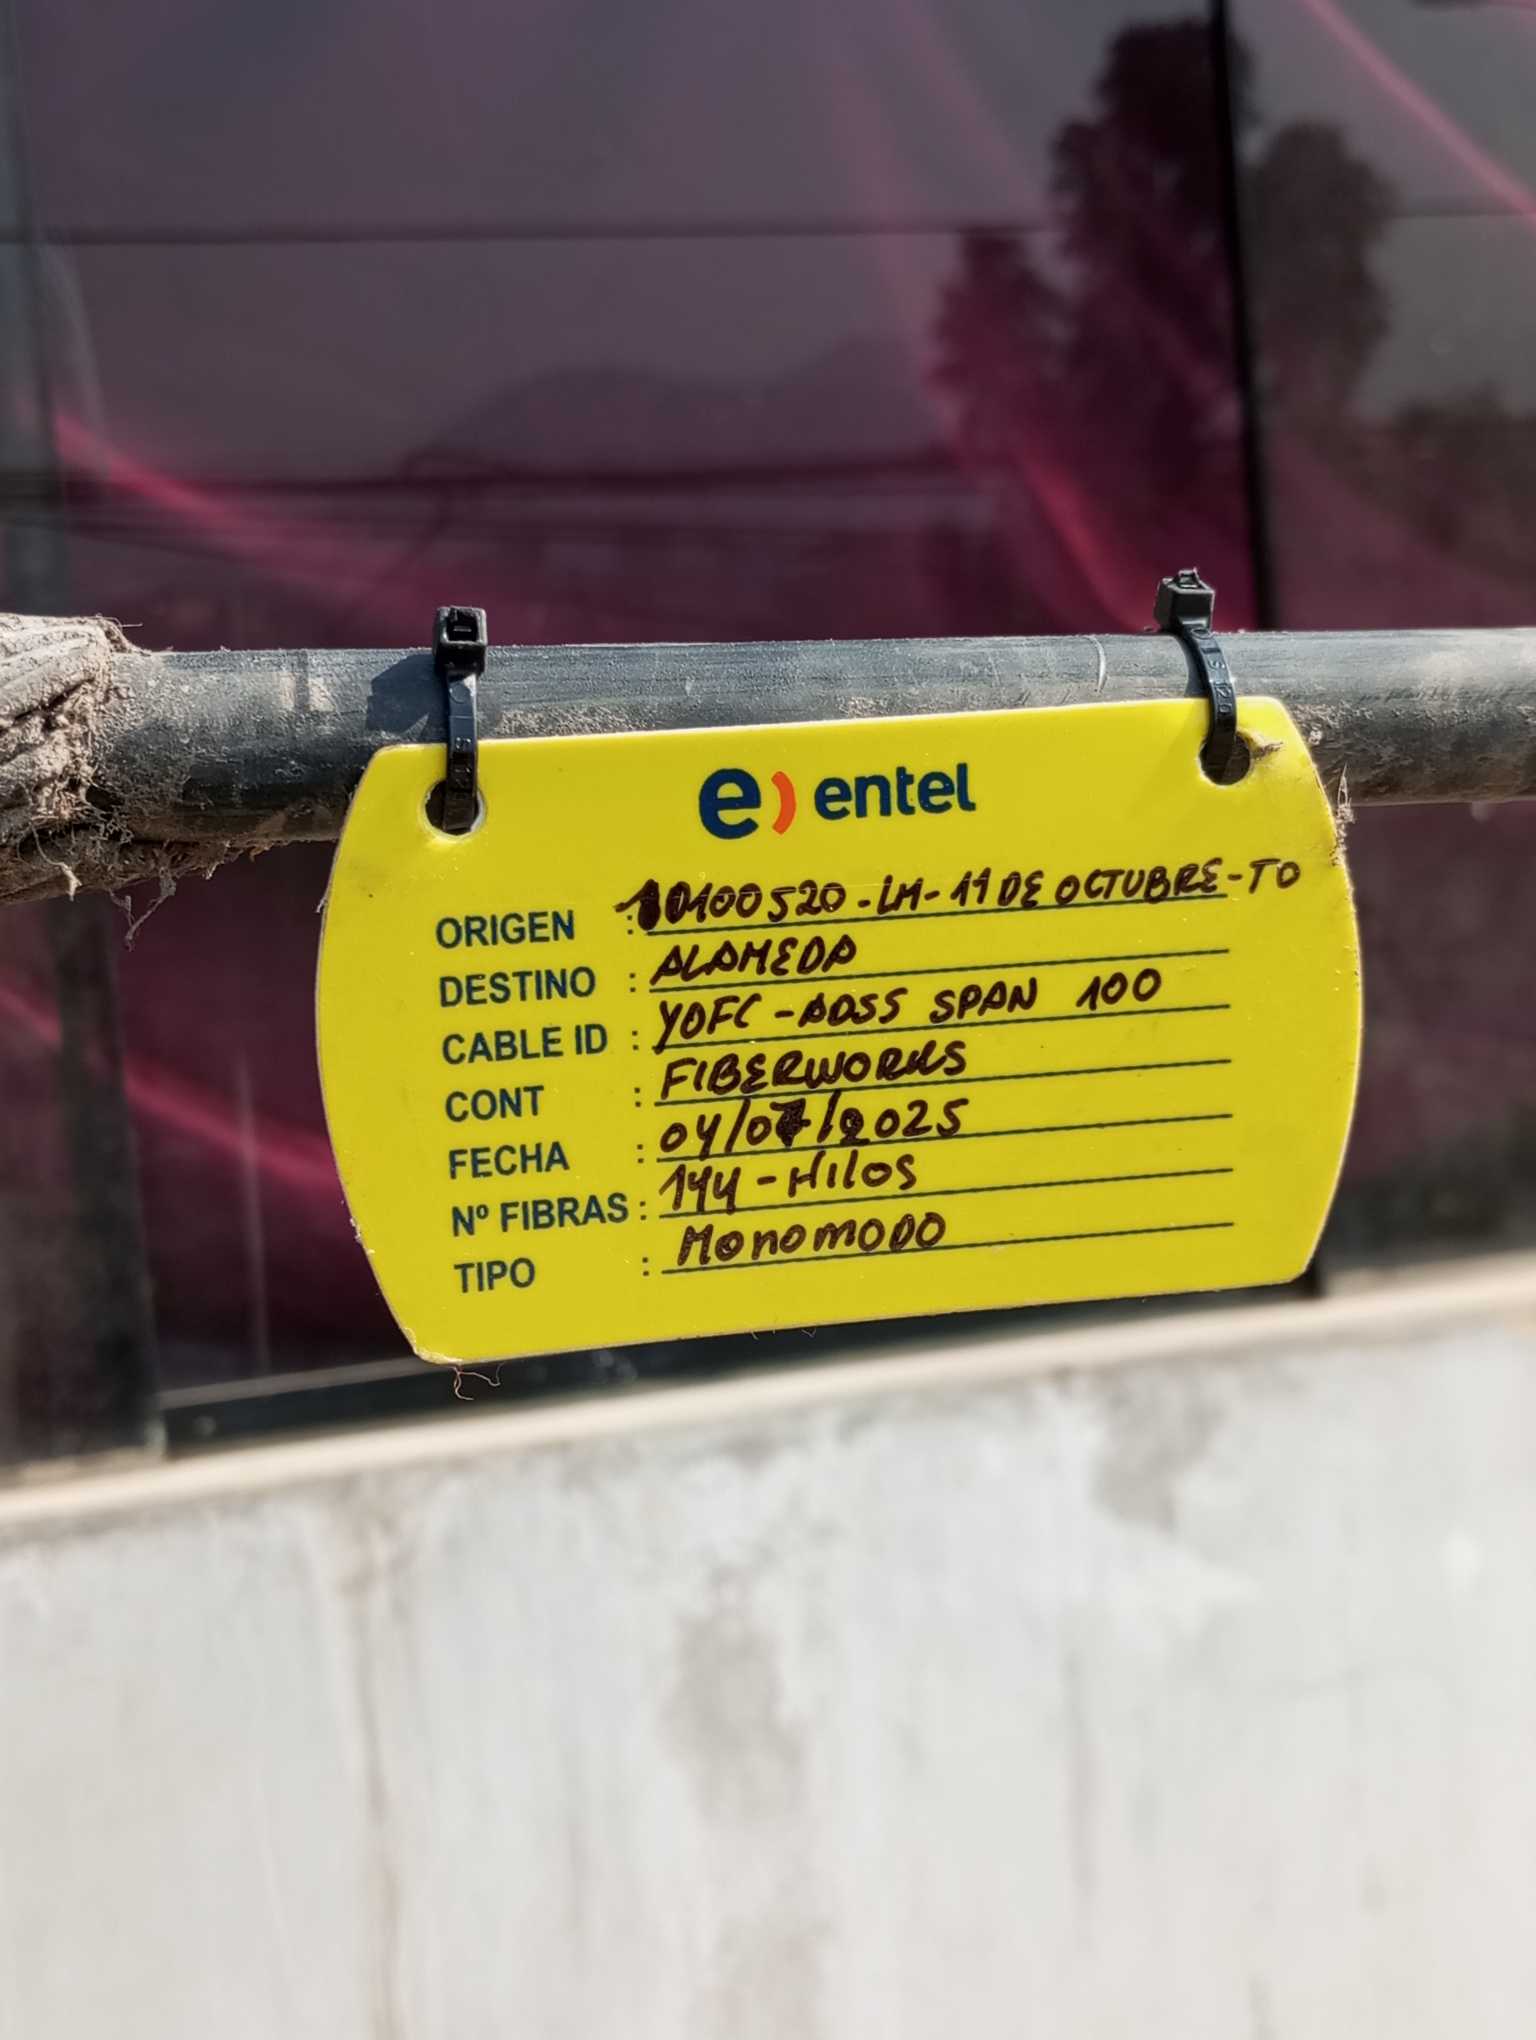 e) entel
ORIGEN : 10100520-LM-11 DE OCTUBRE-TO
DESTINO : ALAMEDA
CABLE ID : YOFC-ADSS SPAN 100
CONT : FIBERWORKS
FECHA : 04/07/2025
Nº FIBRAS : 144-HILOS
TIPO : MONOMODO